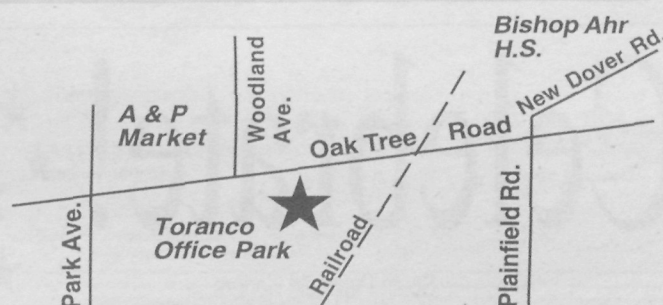 Bishop Ahr
H.S.
New Dover Rd.
Woodland
Ave.
A & P
Market
Oak Tree Road
Toranco
Office Park
Park Ave.
Railroad
Plainfield Rd.